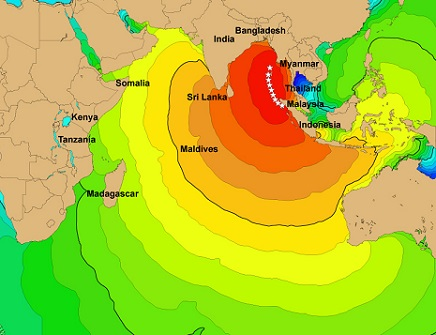 Bangladesh
India
Myanmar
Somalia
Thailand
Sri Lanka
Malaysia
Kenya
Indonesia
Tanzania
Maldives
Madagascar